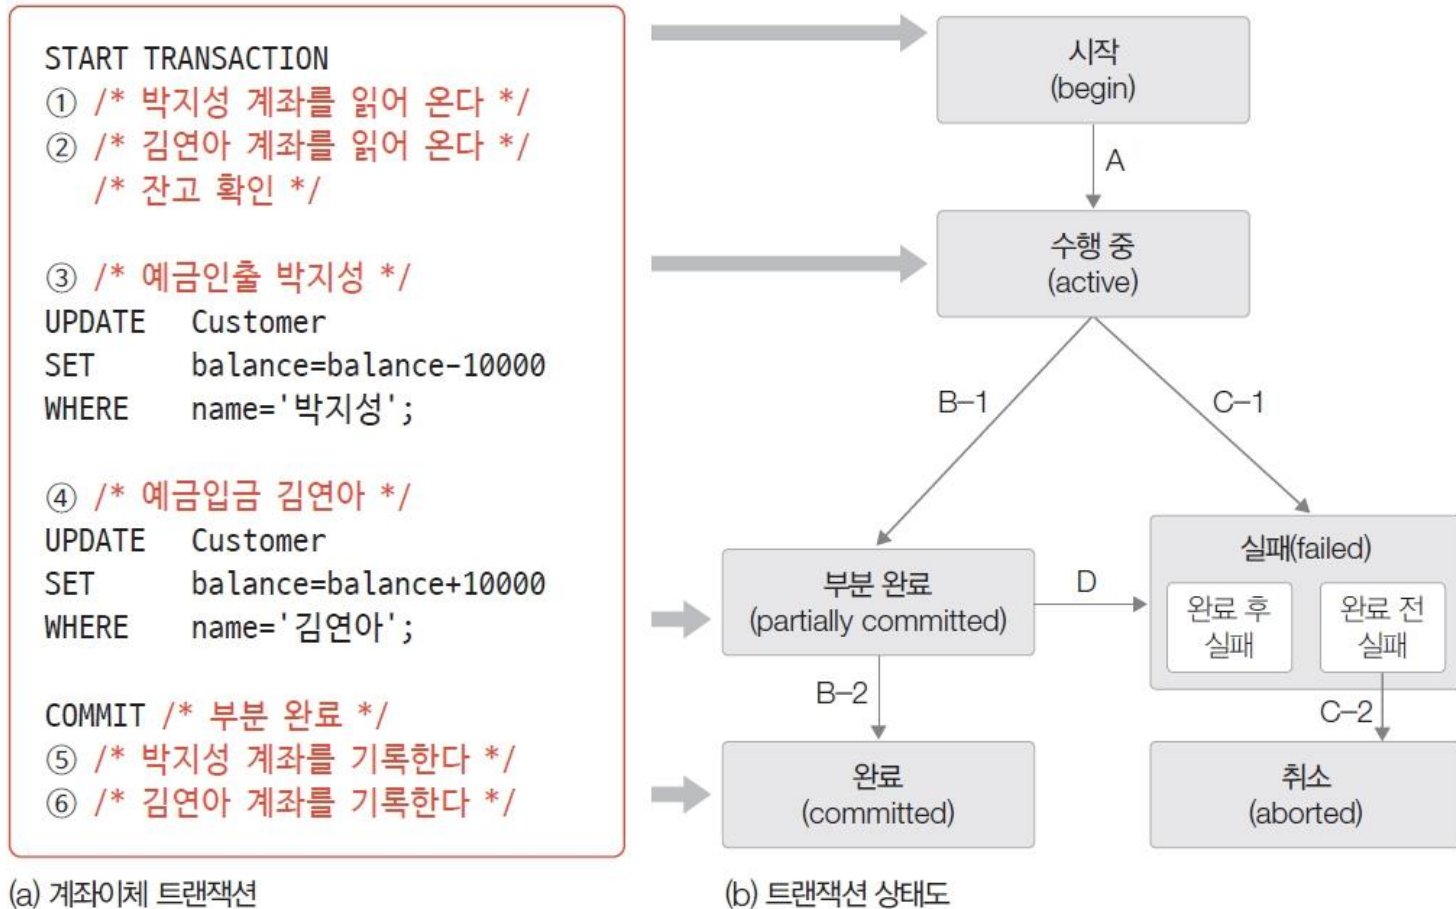 START TRANSACTION
① /* 박지성 계좌를 읽어 온다 */
② /* 김연아 계좌를 읽어 온다 */
/* 잔고 확인 */
③ /* 예금인출 박지성 */
UPDATE Customer
SET balance=balance-10000
WHERE name='박지성';
④ /* 예금입금 김연아 */
UPDATE Customer
SET balance=balance+10000
WHERE name='김연아';
COMMIT /* 부분 완료 */
⑤ /* 박지성 계좌를 기록한다 */
⑥ /* 김연아 계좌를 기록한다 */
(a) 계좌이체 트랜잭션
시작
(begin)
A
수행 중
(active)
B-1
C-1
부분 완료
(partially committed)
D
실패(failed)
완료 후
실패
완료 전
실패
B-2
C-2
완료
(committed)
취소
(aborted)
(b) 트랜잭션 상태도